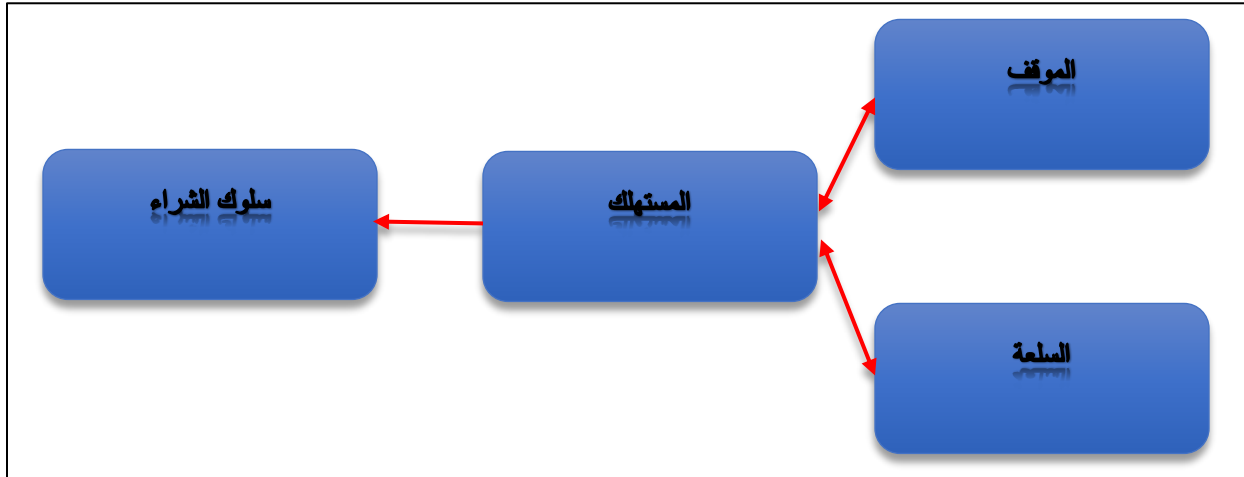 الموقف
المستهلك
سلوك الشراء
السلعة